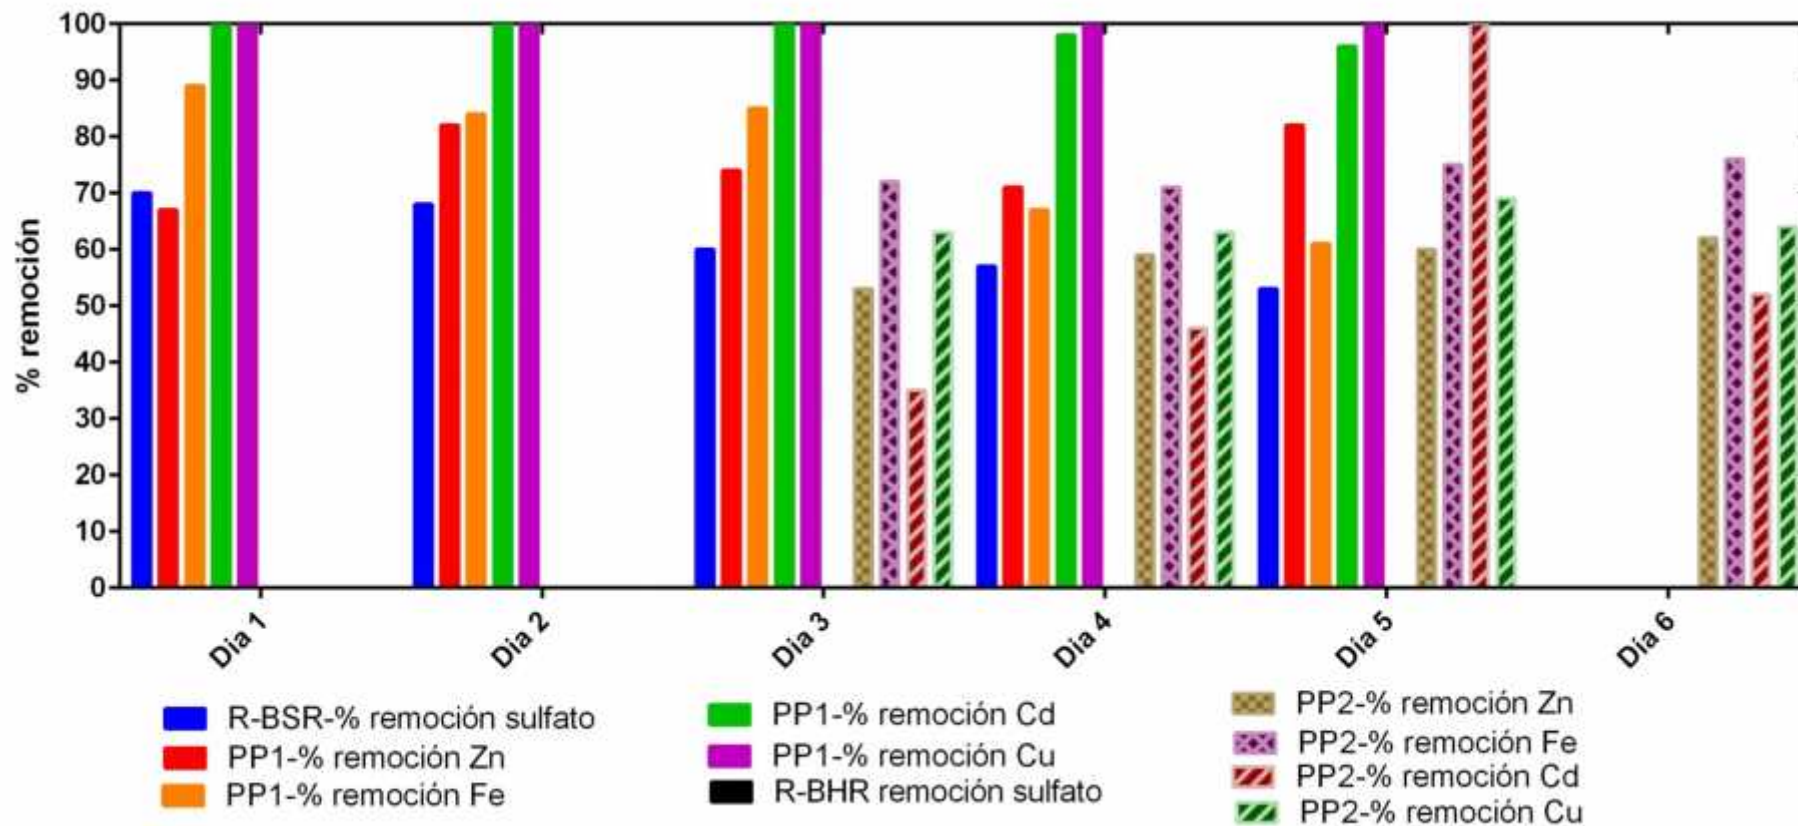 % remoción
100
90
80
70
60
50
40
30
20
10
0
Dia 1
Dia 2
Dia 3
Dia 4
Dia 5
Dia 6
R-BSR-% remoción sulfato
PP1-% remoción Zn
PP1-% remoción Fe
PP1-% remoción Cd
PP1-% remoción Cu
R-BHR remoción sulfato
PP2-% remoción Zn
PP2-% remoción Fe
PP2-% remoción Cd
PP2-% remoción Cu